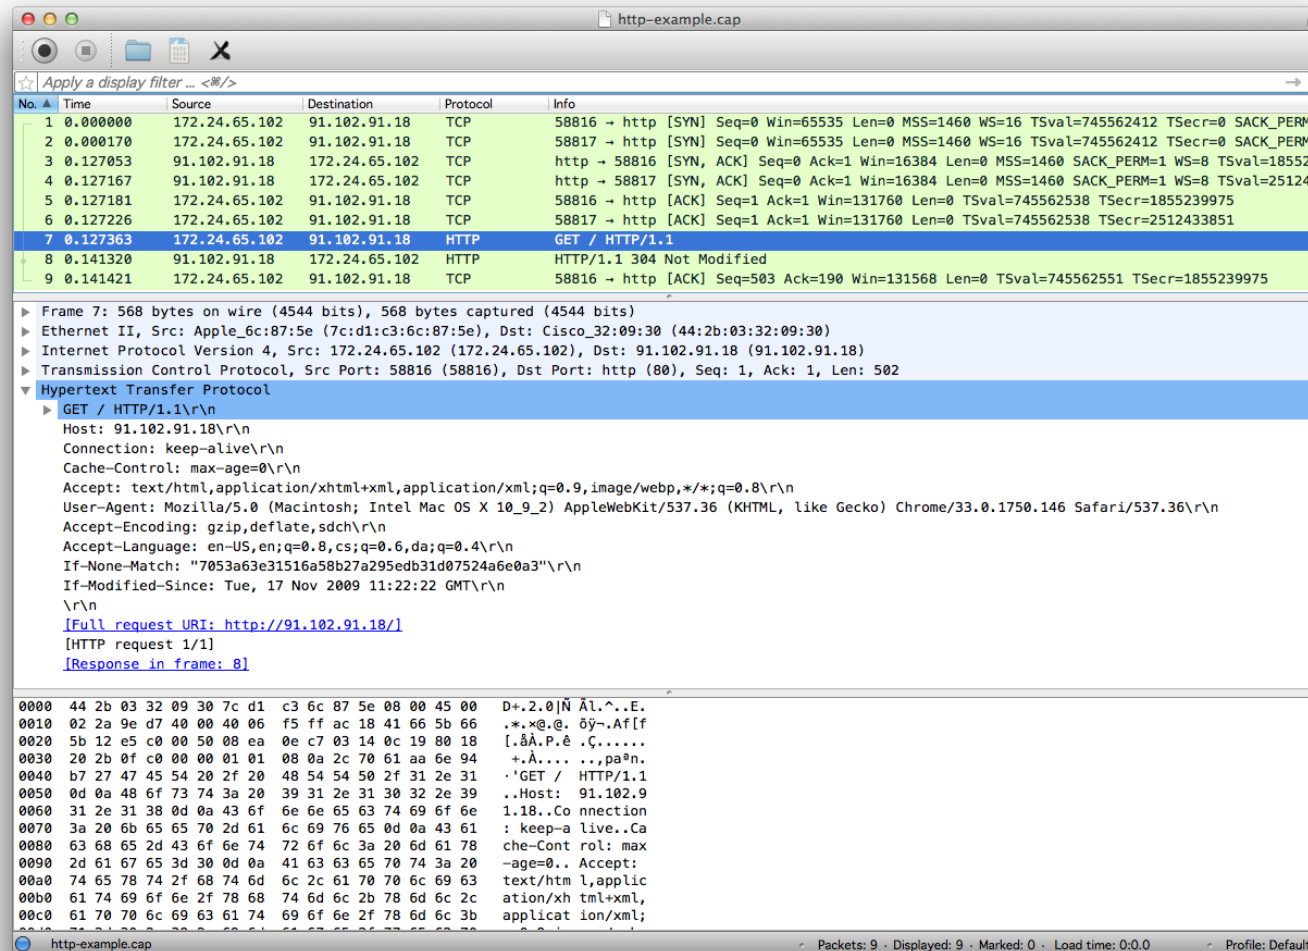 http-example.cap
Apply a display filter … <⌘/>
No. Time Source Destination Protocol Info
1 0.000000 172.24.65.102 91.102.91.18 TCP 58816 → http [SYN] Seq=0 Win=65535 Len=0 MSS=1460 WS=16 TSval=745562412 TSecr=0 SACK_PERM
2 0.000170 172.24.65.102 91.102.91.18 TCP 58817 → http [SYN] Seq=0 Win=65535 Len=0 MSS=1460 WS=16 TSval=745562412 TSecr=0 SACK_PERM
3 0.127053 91.102.91.18 172.24.65.102 TCP http → 58816 [SYN, ACK] Seq=0 Ack=1 Win=16384 Len=0 MSS=1460 SACK_PERM=1 WS=8 TSval=18552
4 0.127167 91.102.91.18 172.24.65.102 TCP http → 58817 [SYN, ACK] Seq=0 Ack=1 Win=16384 Len=0 MSS=1460 SACK_PERM=1 WS=8 TSval=25124
5 0.127181 172.24.65.102 91.102.91.18 TCP 58816 → http [ACK] Seq=1 Ack=1 Win=131760 Len=0 TSval=745562538 TSecr=1855239975
6 0.127226 172.24.65.102 91.102.91.18 TCP 58817 → http [ACK] Seq=1 Ack=1 Win=131760 Len=0 TSval=745562538 TSecr=2512433851
7 0.127363 172.24.65.102 91.102.91.18 HTTP GET / HTTP/1.1
8 0.141320 91.102.91.18 172.24.65.102 HTTP HTTP/1.1 304 Not Modified
9 0.141421 172.24.65.102 91.102.91.18 TCP 58816 → http [ACK] Seq=503 Ack=190 Win=131568 Len=0 TSval=745562551 TSecr=1855239975
Frame 7: 568 bytes on wire (4544 bits), 568 bytes captured (4544 bits)
Ethernet II, Src: Apple_6c:87:5e (7c:d1:c3:6c:87:5e), Dst: Cisco_32:09:30 (44:2b:03:32:09:30)
Internet Protocol Version 4, Src: 172.24.65.102 (172.24.65.102), Dst: 91.102.91.18 (91.102.91.18)
Transmission Control Protocol, Src Port: 58816 (58816), Dst Port: http (80), Seq: 1, Ack: 1, Len: 502
Hypertext Transfer Protocol
GET / HTTP/1.1\r\n
Host: 91.102.91.18\r\n
Connection: keep-alive\r\n
Cache-Control: max-age=0\r\n
Accept: text/html,application/xhtml+xml,application/xml;q=0.9,image/webp,*/*;q=0.8\r\n
User-Agent: Mozilla/5.0 (Macintosh; Intel Mac OS X 10_9_2) AppleWebKit/537.36 (KHTML, like Gecko) Chrome/33.0.1750.146 Safari/537.36\r\n
Accept-Encoding: gzip,deflate,sdch\r\n
Accept-Language: en-US,en;q=0.8,cs;q=0.6,da;q=0.4\r\n
If-None-Match: "7053a63e31516a58b27a295edb31d07524a6e0a3"\r\n
If-Modified-Since: Tue, 17 Nov 2009 11:22:22 GMT\r\n
\r\n
[Full request URI: http://91.102.91.18/]
[HTTP request 1/1]
[Response in frame: 8]
0000 44 2b 03 32 09 30 7c d1 c3 6c 87 5e 08 00 45 00 D+.2.0|Ñ Ãl.^..E.
0010 02 2a 9e d7 40 00 40 06 f5 ff ac 18 41 66 5b 66 .*.×@.@. õÿ¬.Af[f
0020 5b 12 e5 c0 00 50 08 ea 0e c7 03 14 0c 19 80 18 [.åÀ.P.ê .Ç......
0030 20 2b 0f c0 00 00 01 01 08 0a 2c 70 61 aa 6e 94 +.À.... ..,paªn.
0040 b7 27 47 45 54 20 2f 20 48 54 54 50 2f 31 2e 31 ·'GET / HTTP/1.1
0050 0d 0a 48 6f 73 74 3a 20 39 31 2e 31 30 32 2e 39 ..Host: 91.102.9
0060 31 2e 31 38 0d 0a 43 6f 6e 6e 65 63 74 69 6f 6e 1.18..Co nnection
0070 3a 20 6b 65 65 70 2d 61 6c 69 76 65 0d 0a 43 61 : keep-a live..Ca
0080 63 68 65 2d 43 6f 6e 74 72 6f 6c 3a 20 6d 61 78 che-Cont rol: max
0090 2d 61 67 65 3d 30 0d 0a 41 63 63 65 70 74 3a 20 -age=0.. Accept:
00a0 74 65 78 74 2f 68 74 6d 6c 2c 61 70 70 6c 69 63 text/htm l,applic
00b0 61 74 69 6f 6e 2f 78 68 74 6d 6c 2b 78 6d 6c 2c ation/xh tml+xml,
00c0 61 70 70 6c 69 63 61 74 69 6f 6e 2f 78 6d 6c 3b applicat ion/xml;
http-example.cap Packets: 9 · Displayed: 9 · Marked: 0 · Load time: 0:0.0 Profile: Default